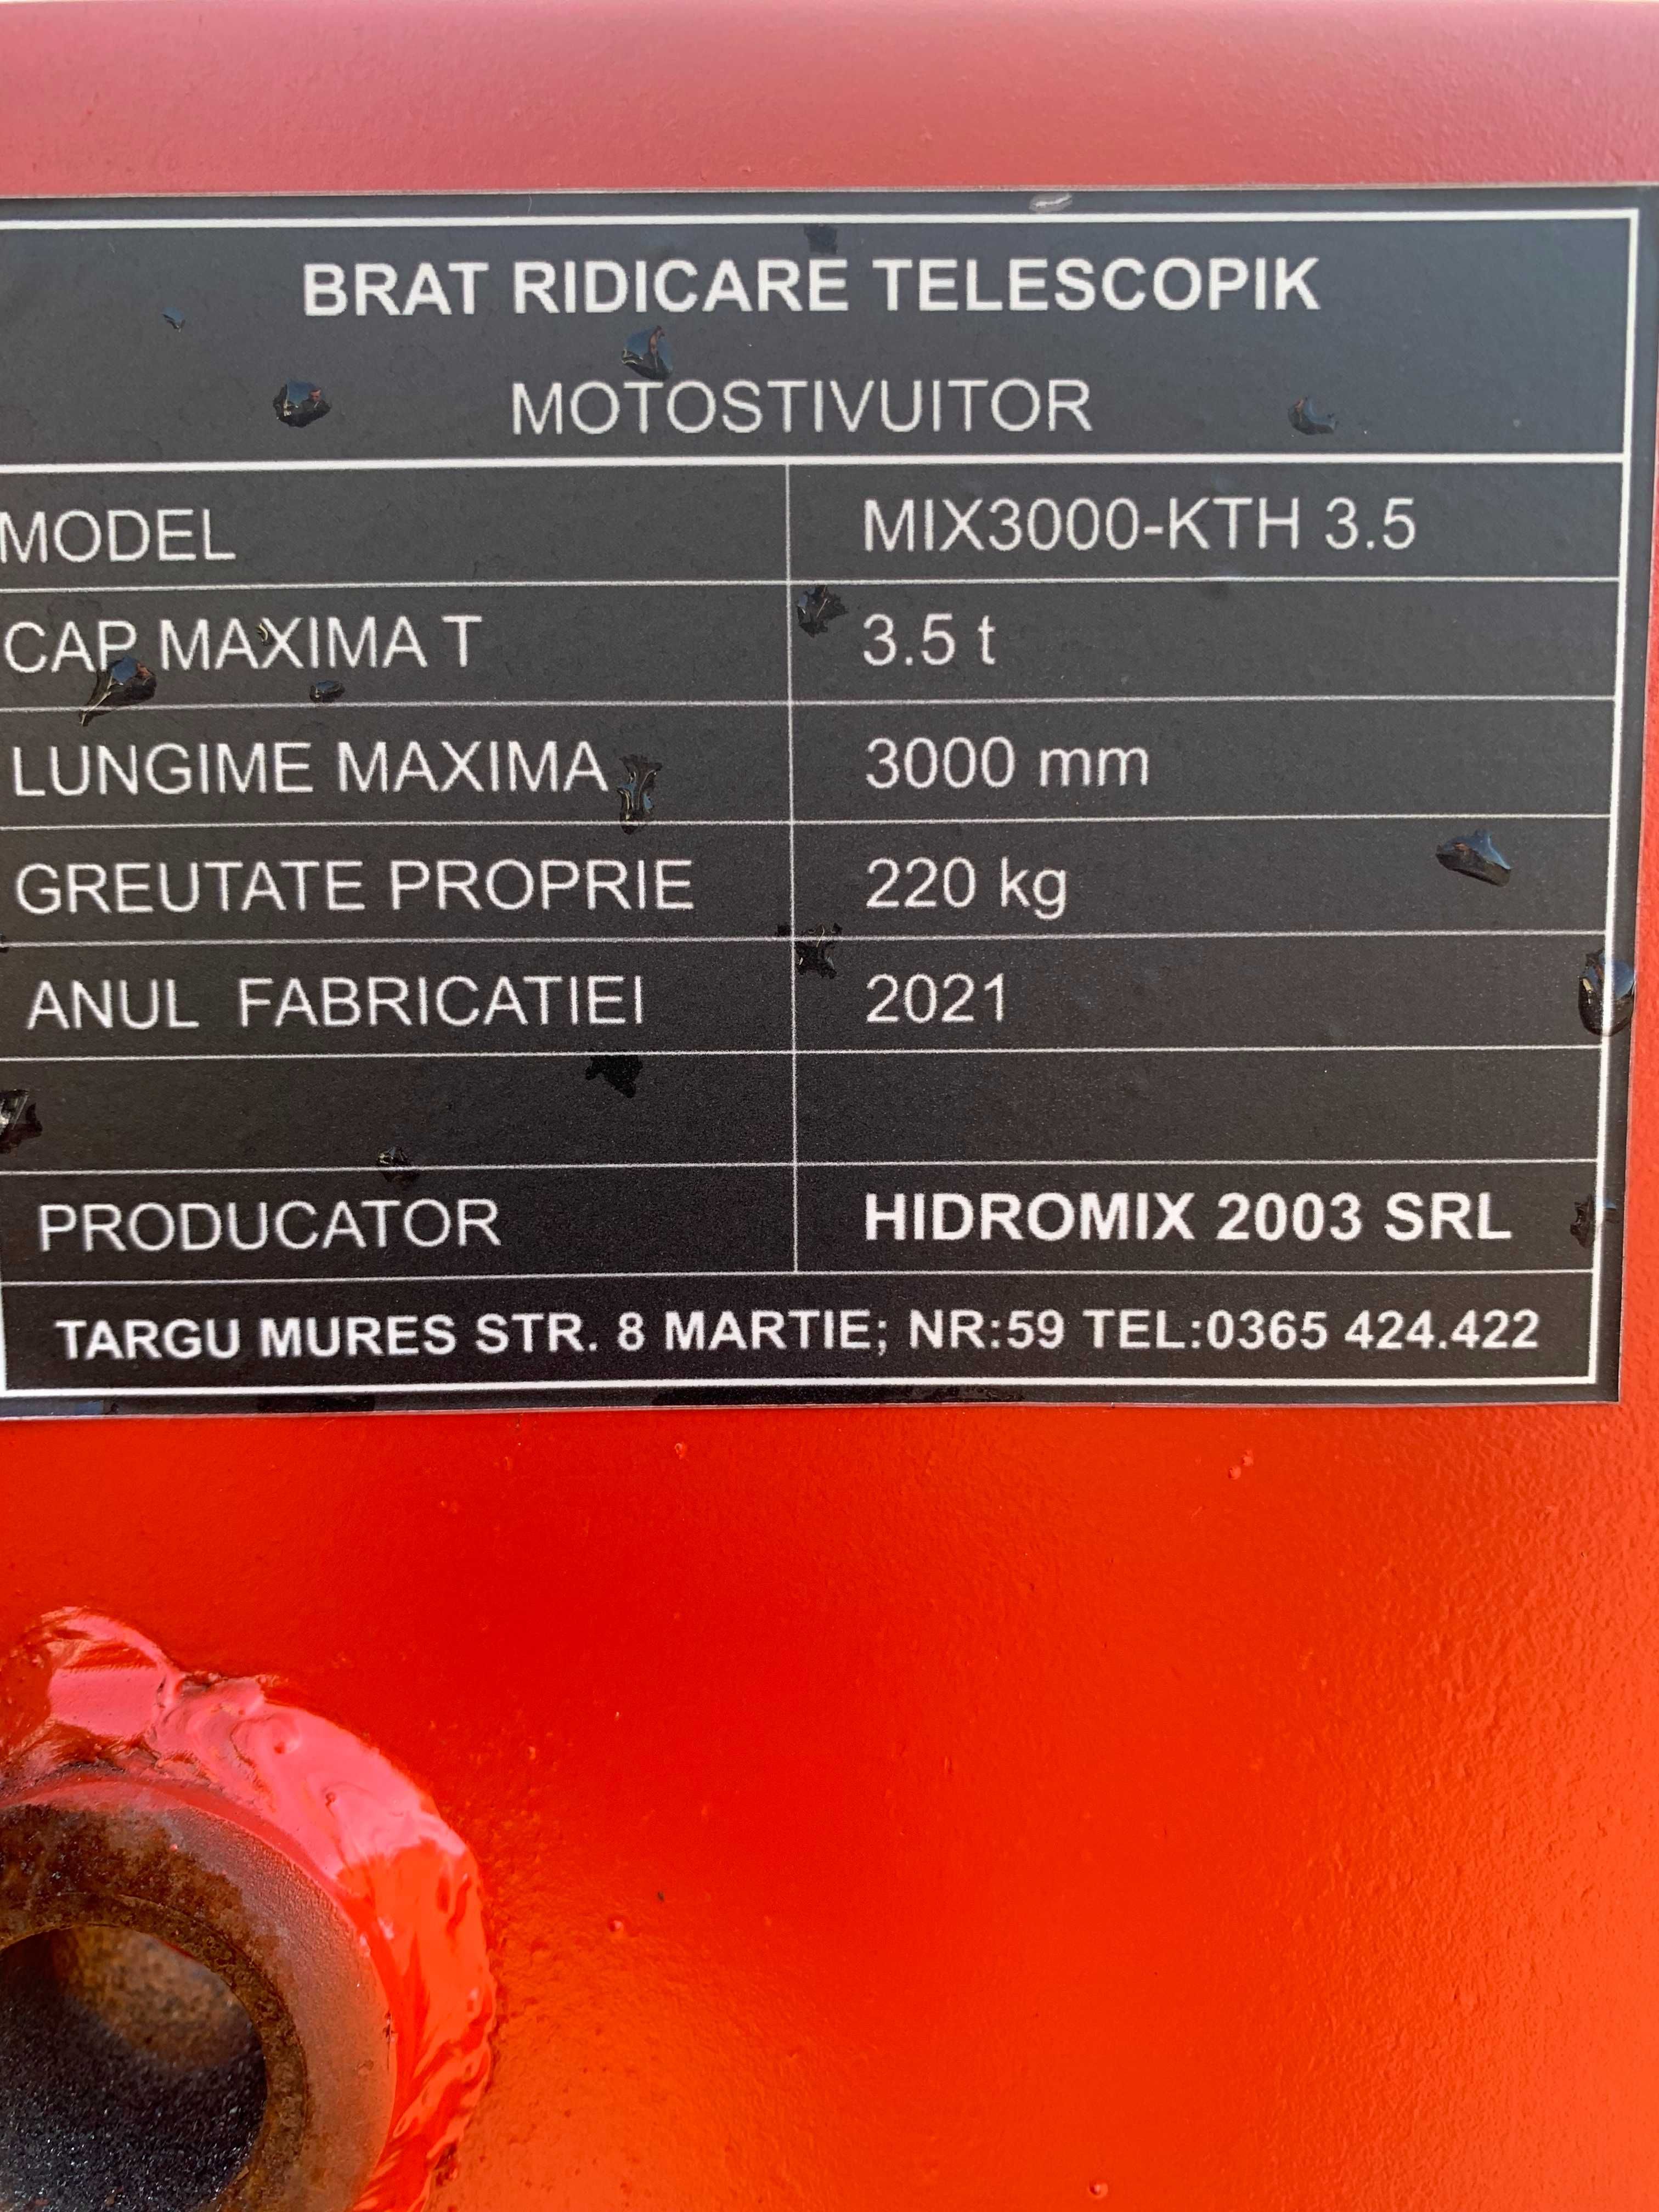 BRAT RIDICARE TELESCOPIK
MOTOSTIVUITOR
MODEL MIX3000-KTH 3.5
CAP MAXIMA T 3.5 t
LUNGIME MAXIMA 3000 mm
GREUTATE PROPRIE 220 kg
ANUL FABRICATIEI 2021
PRODUCATOR HIDROMIX 2003 SRL
TARGU MURES STR. 8 MARTIE; NR:59 TEL:0365 424.422